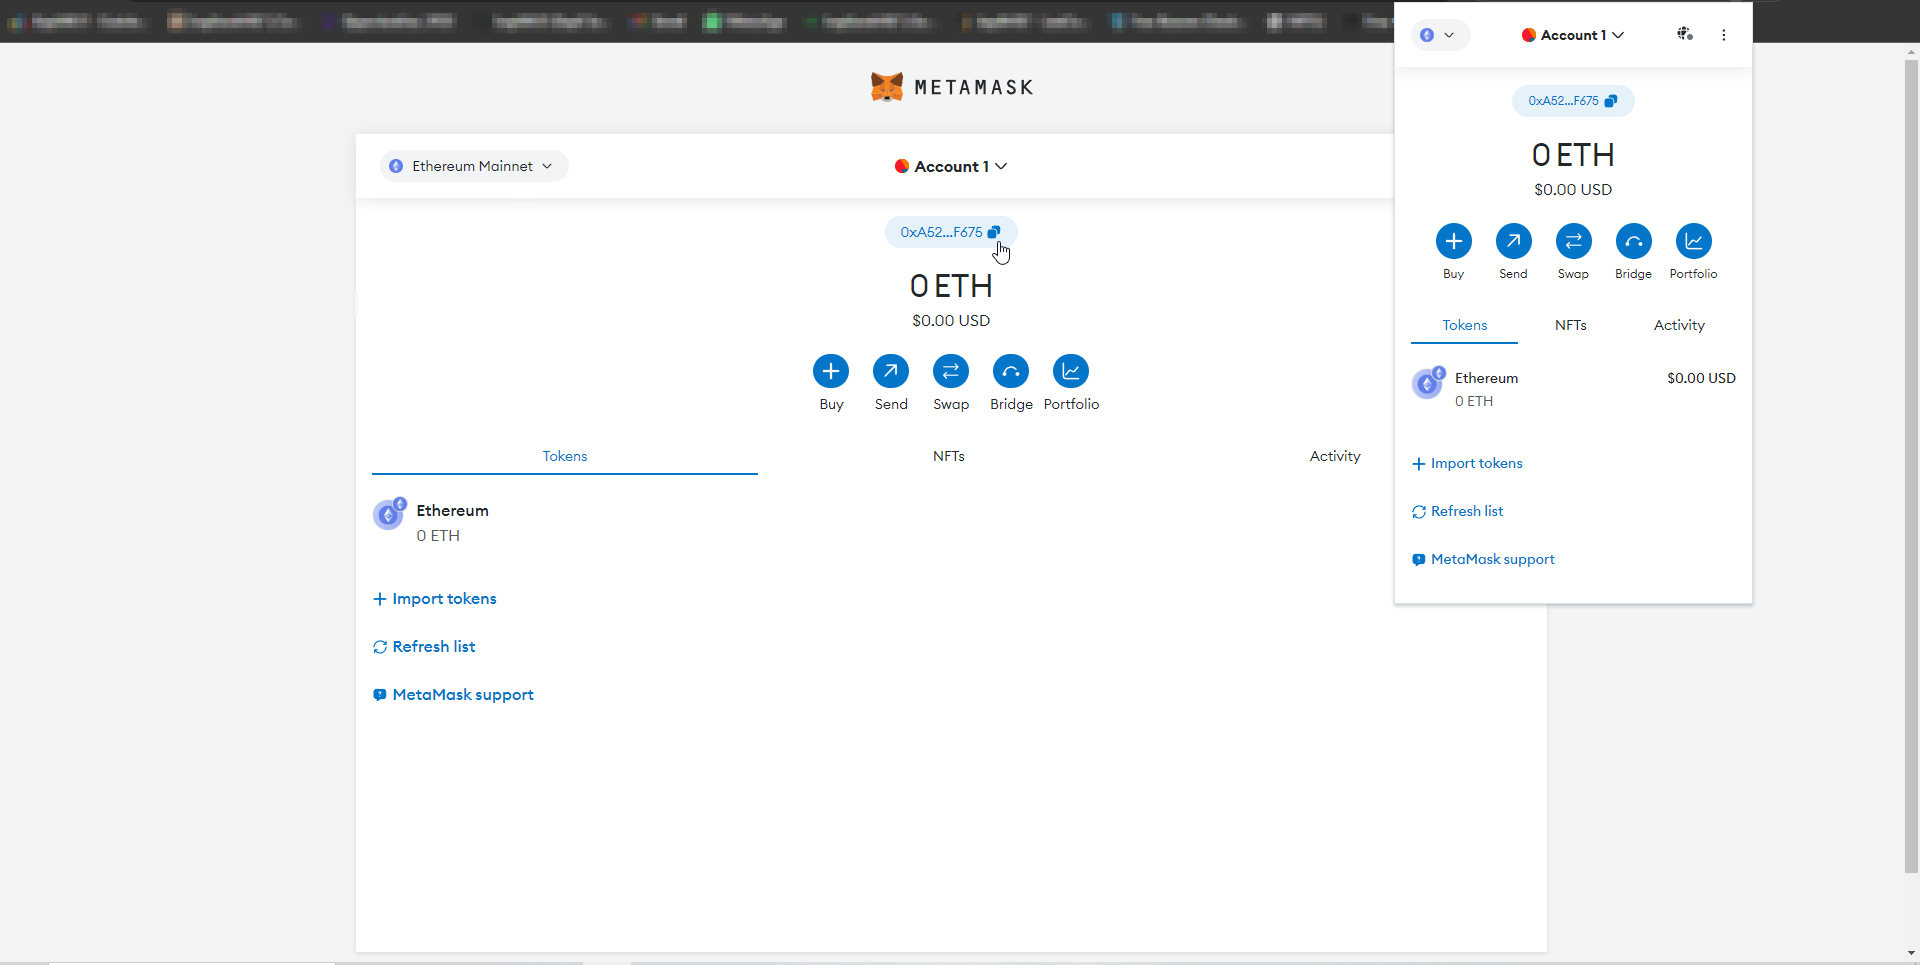 METAMASK
Ethereum Mainnet
Account 1
0xA52...F675
0 ETH
$0.00 USD
Buy
Send
Swap
Bridge
Portfolio
Tokens
NFTs
Activity
Ethereum
0 ETH
Import tokens
Refresh list
MetaMask support
Account 1
0xA52...F675
0 ETH
$0.00 USD
Buy
Send
Swap
Bridge
Portfolio
Tokens
NFTs
Activity
Ethereum
$0.00 USD
0 ETH
Import tokens
Refresh list
MetaMask support